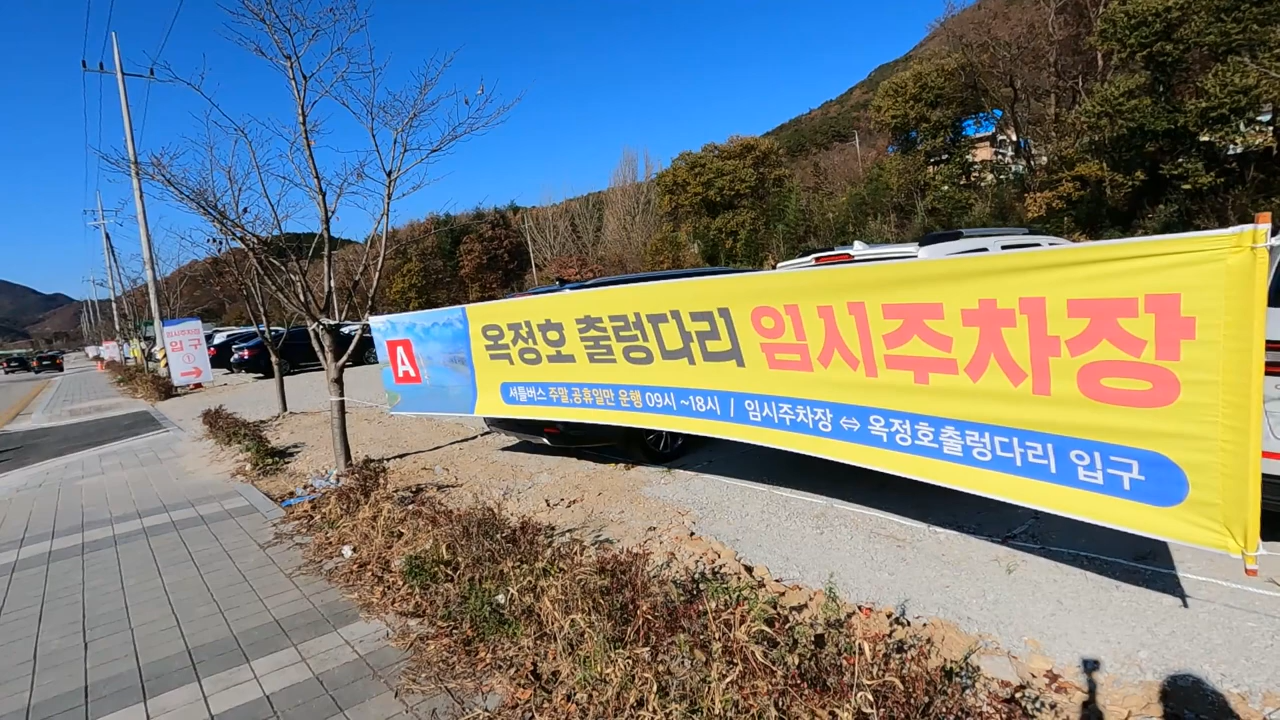 임시주차장
입구
①
→
A
옥정호 출렁다리 임시주차장
셔틀버스 주말,공휴일만 운행 09시 ~18시 / 임시주차장 ⇔ 옥정호출렁다리 입구